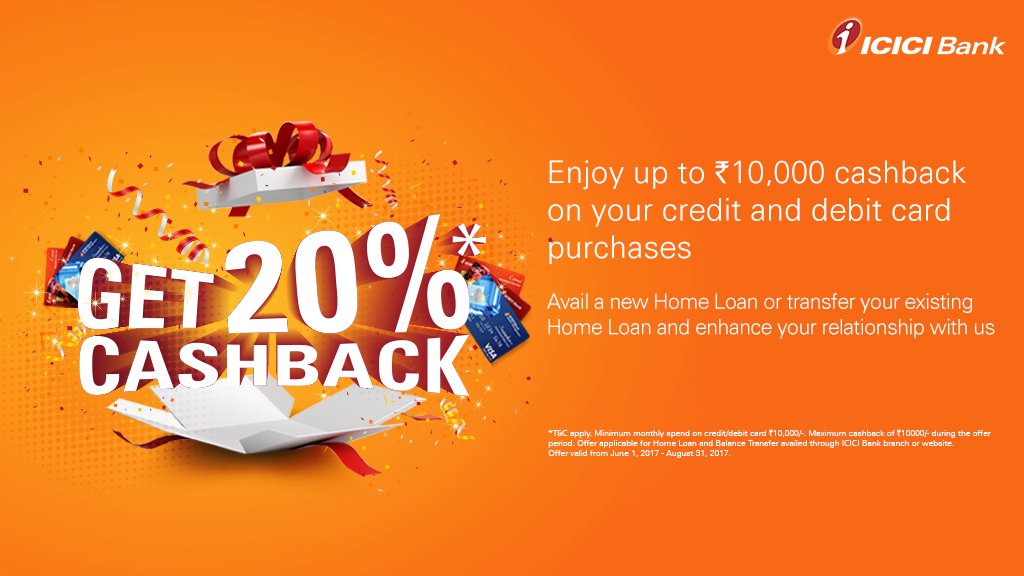 ICICI Bank
GET 20%*
CASHBACK
VISA
Enjoy up to ₹10,000 cashback
on your credit and debit card
purchases
Avail a new Home Loan or transfer your existing
Home Loan and enhance your relationship with us
*T&C apply. Minimum monthly spend on credit/debit card ₹10,000/-. Maximum cashback of ₹10000/- during the offer
period. Offer applicable for Home Loan and Balance Transfer availed through ICICI Bank branch or website.
Offer valid from June 1, 2017 - August 31, 2017.